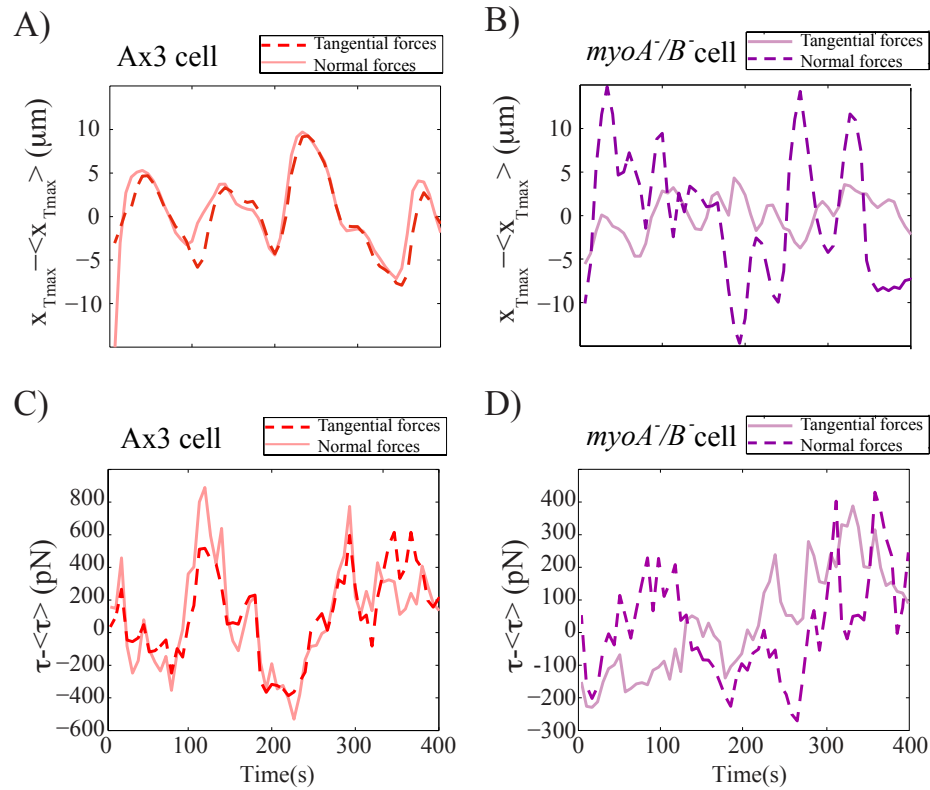 A)
Ax3 cell
Tangential forces
Normal forces
x_Tmax−<x_Tmax> (μm)
10
5
0
−5
−10
B)
myoA⁻/B⁻ cell
Tangential forces
Normal forces
x_Tmax−<x_Tmax> (μm)
10
5
0
−5
−10
C)
Ax3 cell
Tangential forces
Normal forces
τ-<τ> (pN)
800
600
400
200
0
−200
−400
600
0 100 200 300 400
Time(s)
D)
myoA⁻/B⁻ cell
Tangential forces
Normal forces
τ-<τ> (pN)
400
300
200
100
0
-100
−200
−300
0 100 200 300 400
Time(s)